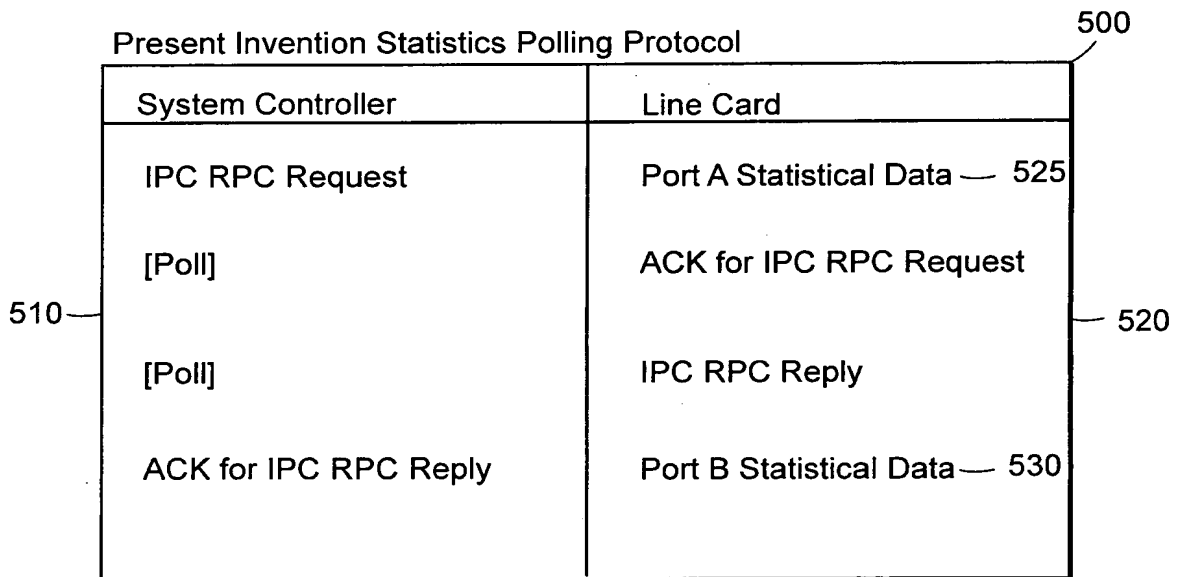 500
Present Invention Statistics Polling Protocol
System Controller Line Card
IPC RPC Request Port A Statistical Data 525
[Poll] ACK for IPC RPC Request
510 520
[Poll] IPC RPC Reply
ACK for IPC RPC Reply Port B Statistical Data 530